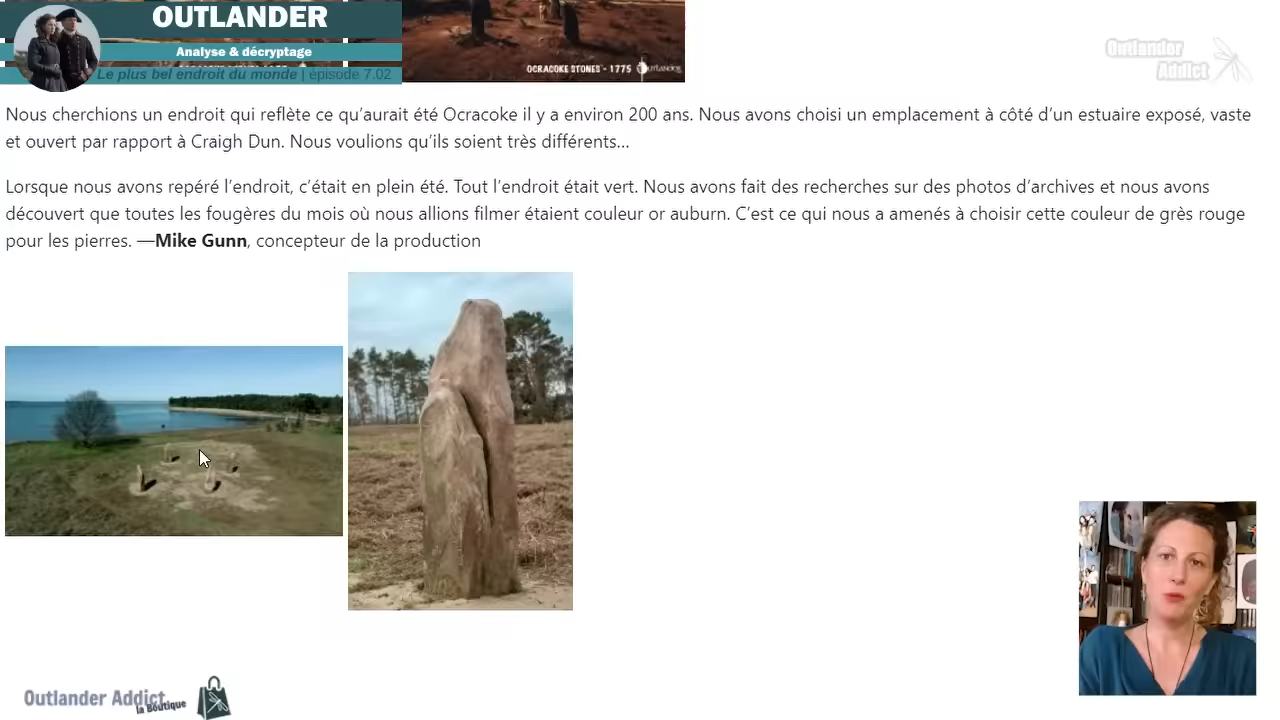 OUTLANDER
Analyse & décryptage
Le plus bel endroit du monde | épisode 7.02
OCRACOKE STONES - 1775 OUTLANDER
Outlander
Addict
Nous cherchions un endroit qui reflète ce qu’aurait été Ocracoke il y a environ 200 ans. Nous avons choisi un emplacement à côté d’un estuaire exposé, vaste
et ouvert par rapport à Craigh Dun. Nous voulions qu’ils soient très différents…
Lorsque nous avons repéré l’endroit, c’était en plein été. Tout l’endroit était vert. Nous avons fait des recherches sur des photos d’archives et nous avons
découvert que toutes les fougères du mois où nous allions filmer étaient couleur or auburn. C’est ce qui nous a amenés à choisir cette couleur de grès rouge
pour les pierres. —Mike Gunn, concepteur de la production
Outlander Addict
la Boutique